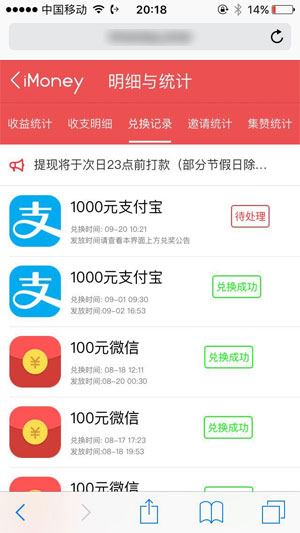 中国移动 20:18 14%
iMoney 明细与统计
收益统计 收支明细 兑换记录 邀请统计 集赞统计
提现将于次日23点前打款（部分节假日除...
1000元支付宝
待处理
兑换时间: 09-20 10:21
发放时间请查看本界面上方兑奖公告
支
1000元支付宝
兑换成功
兑换时间: 09-01 09:30
发放时间: 09-02 16:53
支
100元微信
兑换成功
兑换时间: 08-18 12:11
发放时间: 08-20 00:30
¥
100元微信
兑换成功
兑换时间: 08-17 17:23
发放时间: 08-18 19:53
¥
100元微信
兑换成功